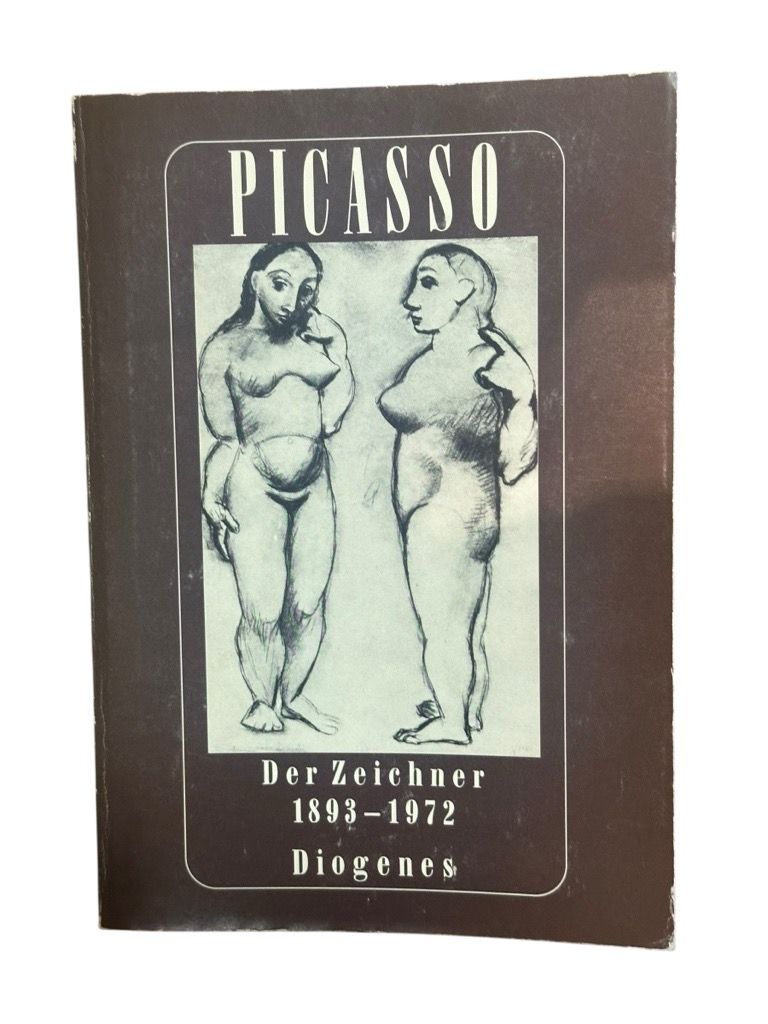 PICASSO
Der Zeichner
1893–1972
Diogenes